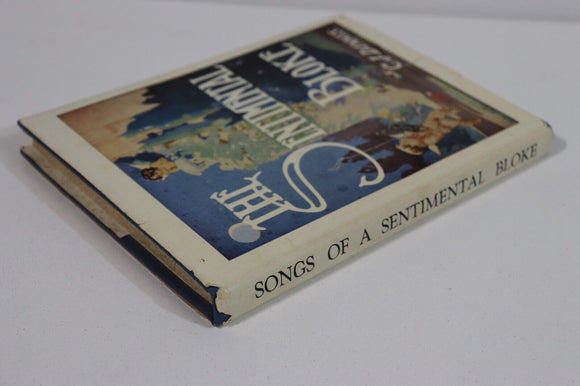 THE
SENTIMENTAL
BLOKE
C.J. DENNIS
SONGS OF A SENTIMENTAL BLOKE